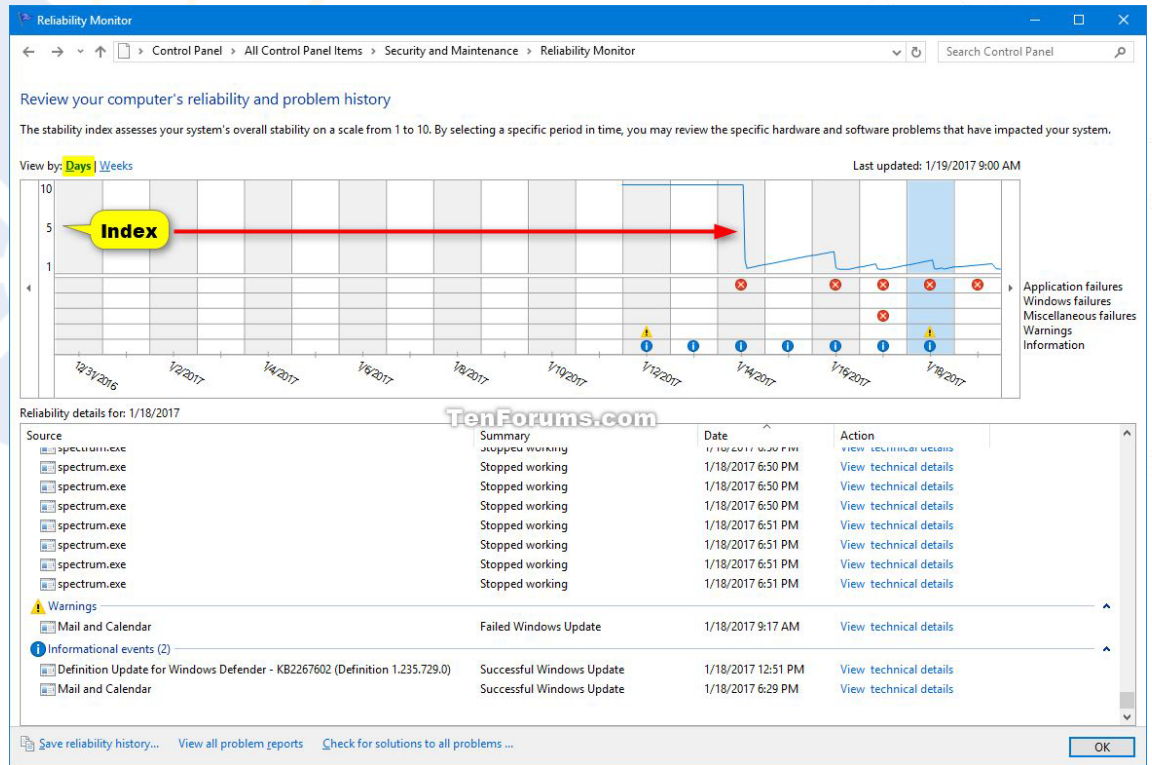 Reliability Monitor
Control Panel > All Control Panel Items > Security and Maintenance > Reliability Monitor
Search Control Panel
Review your computer's reliability and problem history
The stability index assesses your system's overall stability on a scale from 1 to 10. By selecting a specific period in time, you may review the specific hardware and software problems that have impacted your system.
View by: Days | Weeks
Last updated: 1/19/2017 9:00 AM
10
5
1
Index
Application failures
Windows failures
Miscellaneous failures
Warnings
Information
12/31/2016 1/2/2017 1/4/2017 1/6/2017 1/8/2017 1/10/2017 1/12/2017 1/14/2017 1/16/2017 1/18/2017
Reliability details for: 1/18/2017
TenForums.com
Source Summary Date Action
spectrum.exe Stopped working 1/18/2017 6:50 PM View technical details
spectrum.exe Stopped working 1/18/2017 6:50 PM View technical details
spectrum.exe Stopped working 1/18/2017 6:50 PM View technical details
spectrum.exe Stopped working 1/18/2017 6:50 PM View technical details
spectrum.exe Stopped working 1/18/2017 6:51 PM View technical details
spectrum.exe Stopped working 1/18/2017 6:51 PM View technical details
spectrum.exe Stopped working 1/18/2017 6:51 PM View technical details
spectrum.exe Stopped working 1/18/2017 6:51 PM View technical details
Warnings
Mail and Calendar Failed Windows Update 1/18/2017 9:17 AM View technical details
Informational events (2)
Definition Update for Windows Defender - KB2267602 (Definition 1.235.729.0) Successful Windows Update 1/18/2017 12:51 PM View technical details
Mail and Calendar Successful Windows Update 1/18/2017 6:29 PM View technical details
Save reliability history... View all problem reports Check for solutions to all problems ...
OK